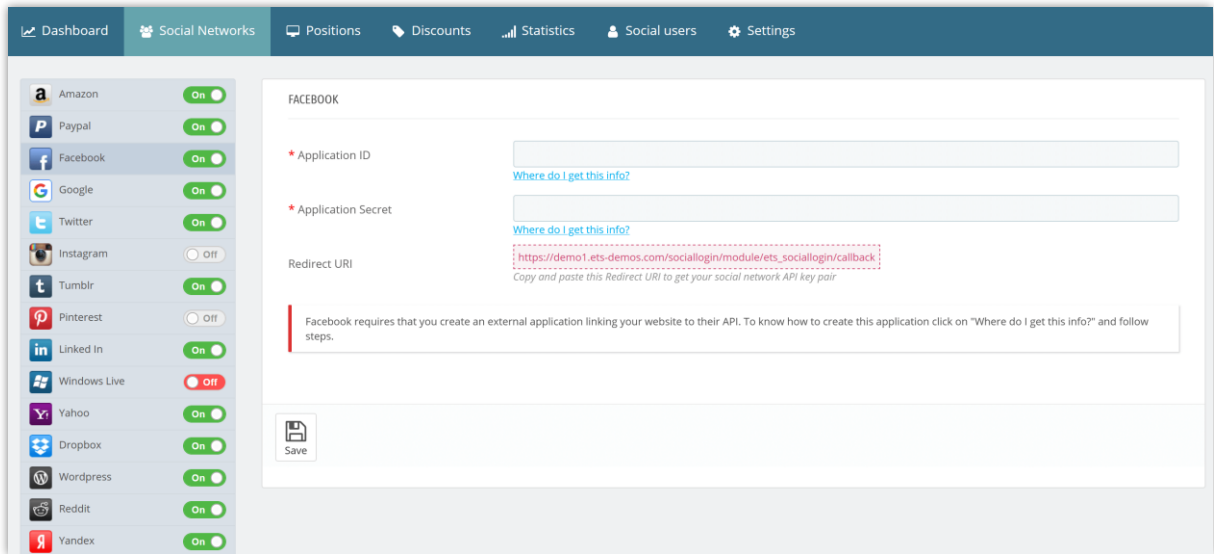 Dashboard Social Networks Positions Discounts Statistics Social users Settings
Amazon On
Paypal On
Facebook On
Google On
Twitter On
Instagram Off
Tumblr On
Pinterest Off
Linked In On
Windows Live Off
Yahoo On
Dropbox On
Wordpress On
Reddit On
Yandex On
FACEBOOK
* Application ID
Where do I get this info?
* Application Secret
Where do I get this info?
Redirect URI https://demo1.ets-demos.com/sociallogin/module/ets_sociallogin/callback
Copy and paste this Redirect URI to get your social network API key pair
Facebook requires that you create an external application linking your website to their API. To know how to create this application click on "Where do I get this info?" and follow
steps.
Save